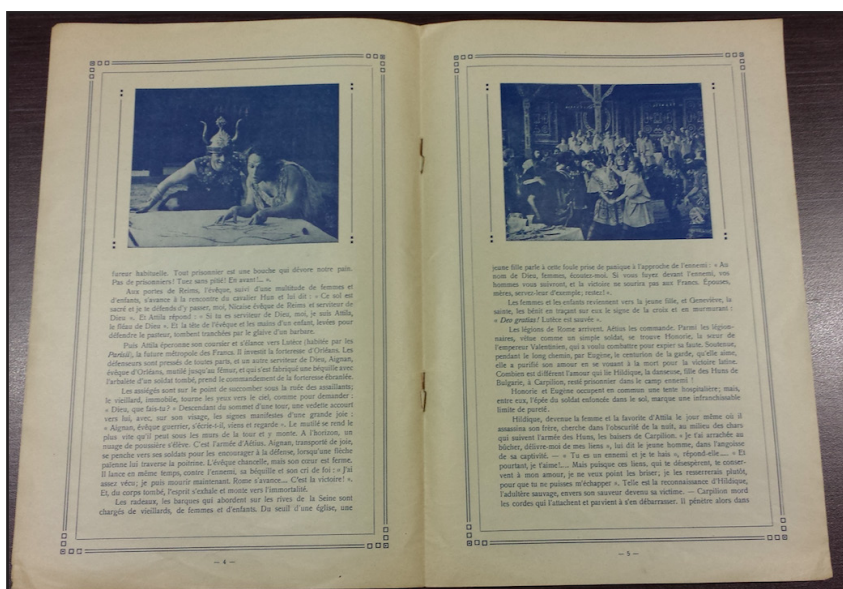 fureur habituelle. Tout prisonnier est une bouche qui dévore notre pain.
Pas de prisonniers! Tuez sans pitié! En avant!... ».
Aux portes de Reims, l'évêque, suivi d'une multitude de femmes et
d'enfants, s'avance à la rencontre du cavalier Hun et lui dit : « Ce sol est
sacré et je te défends d'y passer, moi, Nicaise évêque de Reims et serviteur de
Dieu ». Et Attila répond : « Si tu es serviteur de Dieu, moi, je suis Attila,
le fléau de Dieu ». Et la tête de l'évêque et les mains d'un enfant, levées pour
défendre le pasteur, tombent tranchées par le glaive d'un barbare.
Puis Attila éperonne son coursier et s'élance vers Lutèce (habitée par les
Parisii), la future métropole des Francs. Il investit la forteresse d'Orléans. Les
défenseurs sont pressés de toutes parts, et un autre serviteur de Dieu, Aignan,
évêque d'Orléans, mutilé jusqu'au fémur, et qui s'est fabriqué une béquille avec
l'arbalète d'un soldat tombé, prend le commandement de la forteresse ébranlée.
Les assiégés sont sur le point de succomber sous la ruée des assaillants;
le vieillard, immobile, tourne les yeux vers le ciel, comme pour demander :
« Dieu, que fais-tu? » Descendant du sommet d'une tour, une vedette accourt
vers lui, avec, sur son visage, les signes manifestes d'une grande joie :
« Aignan, évêque guerrier, s'écrie-t-il, viens et regarde ». Le mutilé se rend le
plus vite qu'il peut sous les murs de la tour et y monte. A l'horizon, un
nuage de poussière s'élève. C'est l'armée d'Aétius. Aignan, transporté de joie,
se penche vers ses soldats pour les encourager à la défense, lorsqu'une flèche
païenne lui traverse la poitrine. L'évêque chancelle, mais son cœur est ferme.
Il lance en même temps, contre l'ennemi, sa béquille et son cri de foi : « J'ai
assez vécu; je puis mourir maintenant. Rome s'avance.... C'est la victoire! ».
Et, du corps tombé, l'esprit s'exhale et monte vers l'immortalité.
Les radeaux, les barques qui abordent sur les rives de la Seine sont
chargés de vieillards, de femmes et d'enfants. Du seuil d'une église, une
— 4 —
jeune fille parle à cette foule prise de panique à l'approche de l'ennemi : « Au
nom de Dieu, femmes, écoutez-moi. Si vous fuyez devant l'ennemi, vos
hommes vous suivront, et la victoire ne sourira pas aux Francs. Épouses,
mères, servez-leur d'exemple; restez! ».
Les femmes et les enfants reviennent vers la jeune fille, et Geneviève, la
sainte, les bénit en traçant sur eux le signe de la croix et en murmurant :
« Deo gratias! Lutèce est sauvée ».
Les légions de Rome arrivent. Aétius les commande. Parmi les légion-
naires, vêtue comme un simple soldat, se trouve Honorie, la sœur de
l'empereur Valentinien, qui a voulu combattre pour expier sa faute. Soutenue,
pendant le long chemin, par Eugine, le centurion de la garde, qu'elle aime,
elle a purifié son amour en se vouant à la mort pour la victoire latine.
Combien est différent l'amour qui lie Hildique, la danseuse, fille des Huns de
Bulgarie, à Carpilion, resté prisonnier dans le camp ennemi!
Honorie et Eugine occupent en commun une tente hospitalière; mais,
entre eux, l'épée du soldat enfoncée dans le sol, marque une infranchissable
limite de pureté.
Hildique, devenue la femme et la favorite d'Attila le jour même où il
assassina son frère, cherche dans l'obscurité de la nuit, au milieu des chars
qui suivent l'armée des Huns, les baisers de Carpilion. « Je t'ai arraché au
bûcher, délivre-moi de mes liens », lui dit le jeune homme, dans l'angoisse
de sa captivité. — « Tu es un ennemi et je te hais », répond-elle.... « Et
pourtant, je t'aime!... Mais puisque ces liens, qui te désespèrent, te conser-
vent à mon amour, je ne veux point les briser; je les resserrerais plutôt,
pour que tu ne puisses m'échapper ». Telle est la reconnaissance d'Hildique,
l'adultère sauvage, envers son sauveur devenu sa victime. — Carpilion mord
les cordes qui l'attachent et parvient à s'en débarrasser. Il pénètre alors dans
— 5 —